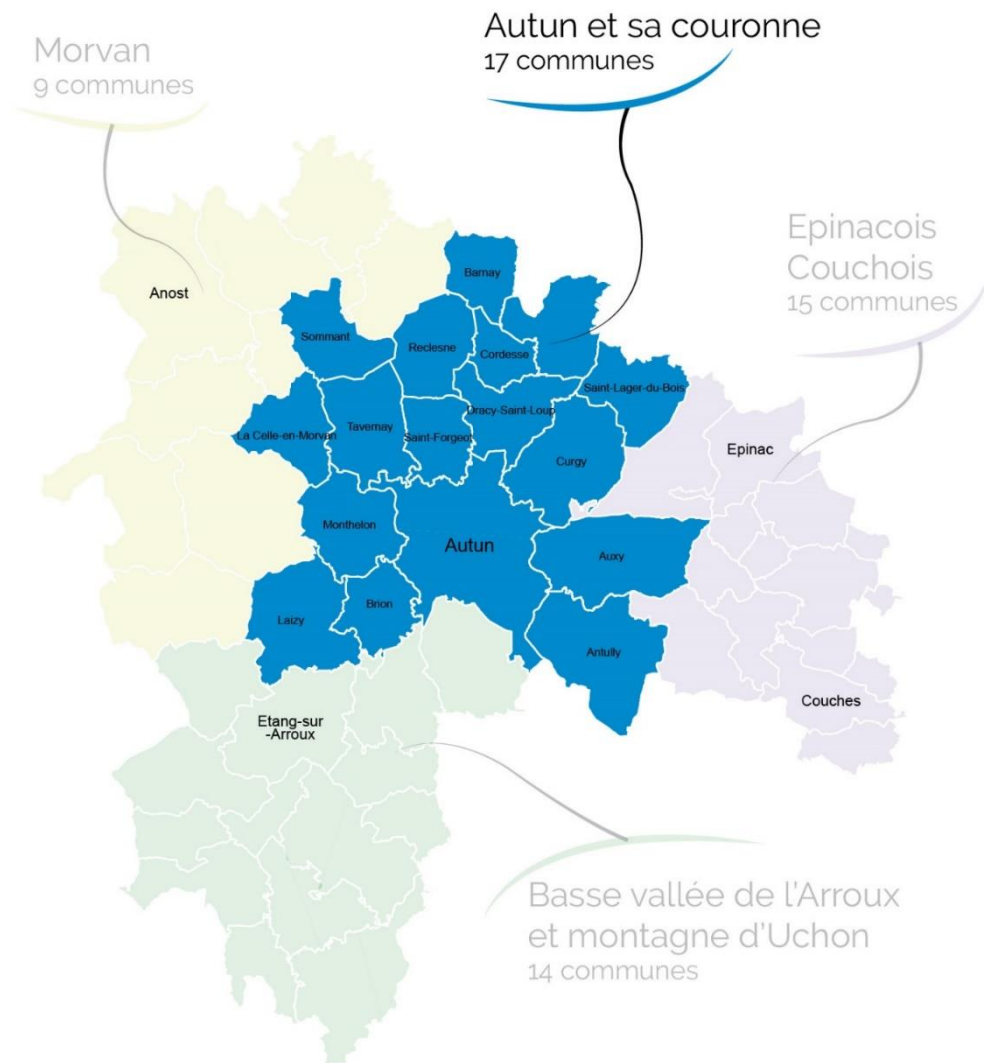 Autun et sa couronne
17 communes
Morvan
9 communes
Epinacois
Couchois
15 communes
Barnay
Anost
Sommant
Reclesne
Cordesse
Saint-Lager-du-Bois
Dracy-Saint-Loup
La Celle-en-Morvan
Tavernay
Saint-Forgeot
Epinac
Curgy
Monthelon
Autun
Auxy
Brion
Laizy
Antully
Couches
Etang-sur
-Arroux
Basse vallée de l'Arroux
et montagne d'Uchon
14 communes